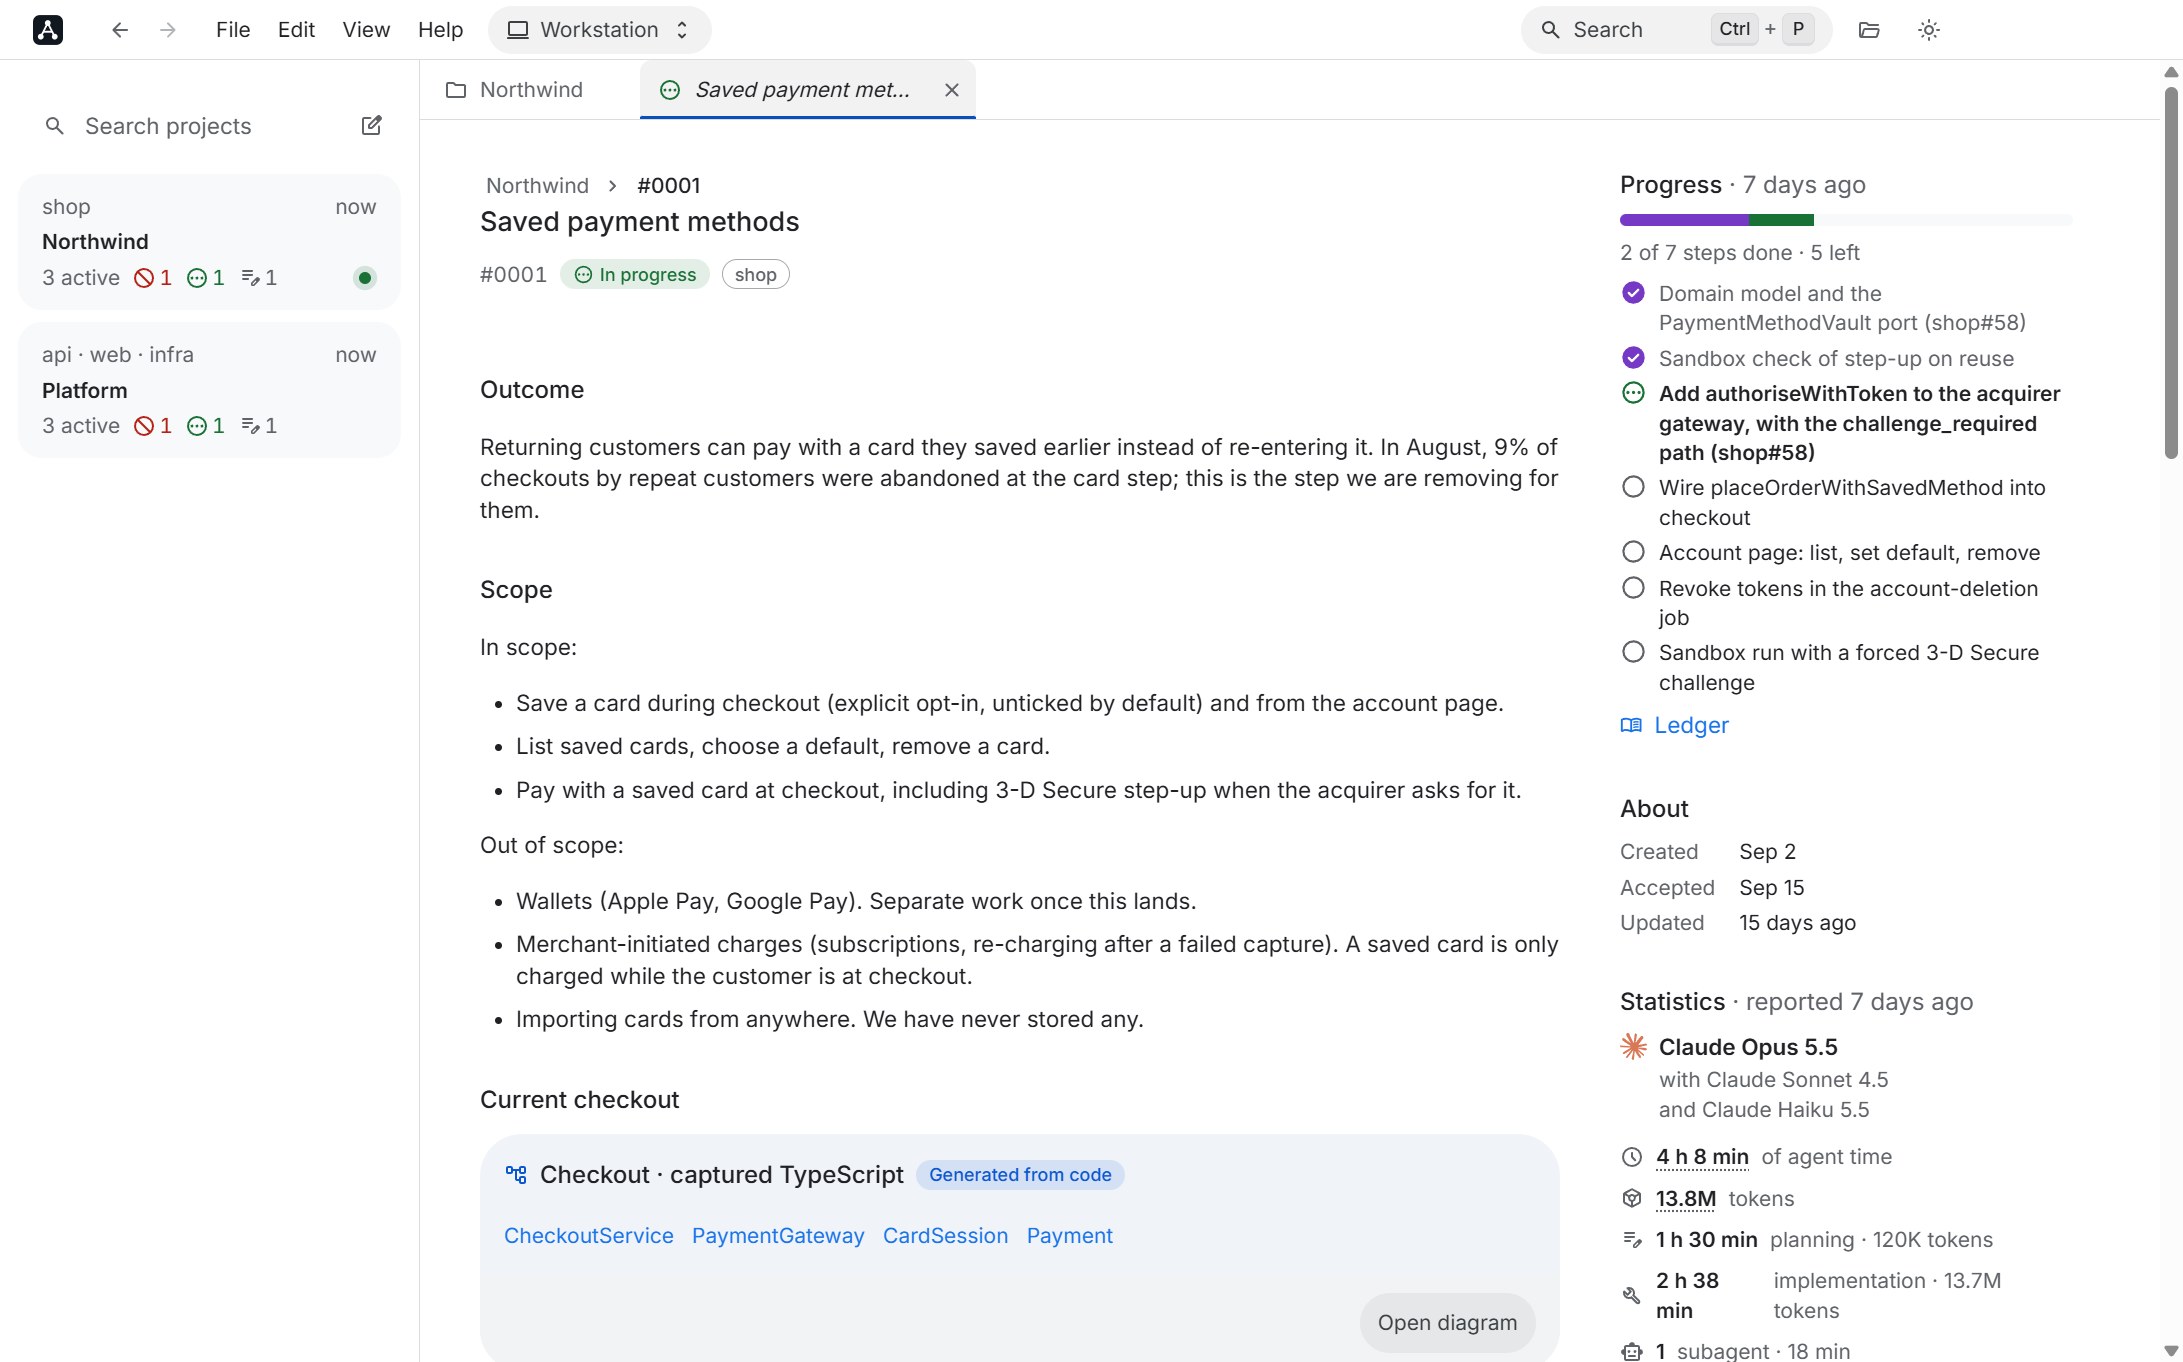 File Edit View Help Workstation Search Ctrl + P
Search projects
shop now
Northwind
3 active 1 1 1
api · web · infra now
Platform
3 active 1 1 1
Northwind Saved payment met...
Northwind > #0001
Saved payment methods
#0001 In progress shop
Outcome
Returning customers can pay with a card they saved earlier instead of re-entering it. In August, 9% of
checkouts by repeat customers were abandoned at the card step; this is the step we are removing for
them.
Scope
In scope:
• Save a card during checkout (explicit opt-in, unticked by default) and from the account page.
• List saved cards, choose a default, remove a card.
• Pay with a saved card at checkout, including 3-D Secure step-up when the acquirer asks for it.
Out of scope:
• Wallets (Apple Pay, Google Pay). Separate work once this lands.
• Merchant-initiated charges (subscriptions, re-charging after a failed capture). A saved card is only
charged while the customer is at checkout.
• Importing cards from anywhere. We have never stored any.
Current checkout
Checkout · captured TypeScript Generated from code
CheckoutService PaymentGateway CardSession Payment
Open diagram
Progress · 7 days ago
2 of 7 steps done · 5 left
Domain model and the
PaymentMethodVault port (shop#58)
Sandbox check of step-up on reuse
Add authoriseWithToken to the acquirer
gateway, with the challenge_required
path (shop#58)
Wire placeOrderWithSavedMethod into
checkout
Account page: list, set default, remove
Revoke tokens in the account-deletion
job
Sandbox run with a forced 3-D Secure
challenge
Ledger
About
Created Sep 2
Accepted Sep 15
Updated 15 days ago
Statistics · reported 7 days ago
Claude Opus 5.5
with Claude Sonnet 4.5
and Claude Haiku 5.5
4 h 8 min of agent time
13.8M tokens
1 h 30 min planning · 120K tokens
2 h 38 implementation · 13.7M
min tokens
1 subagent · 18 min